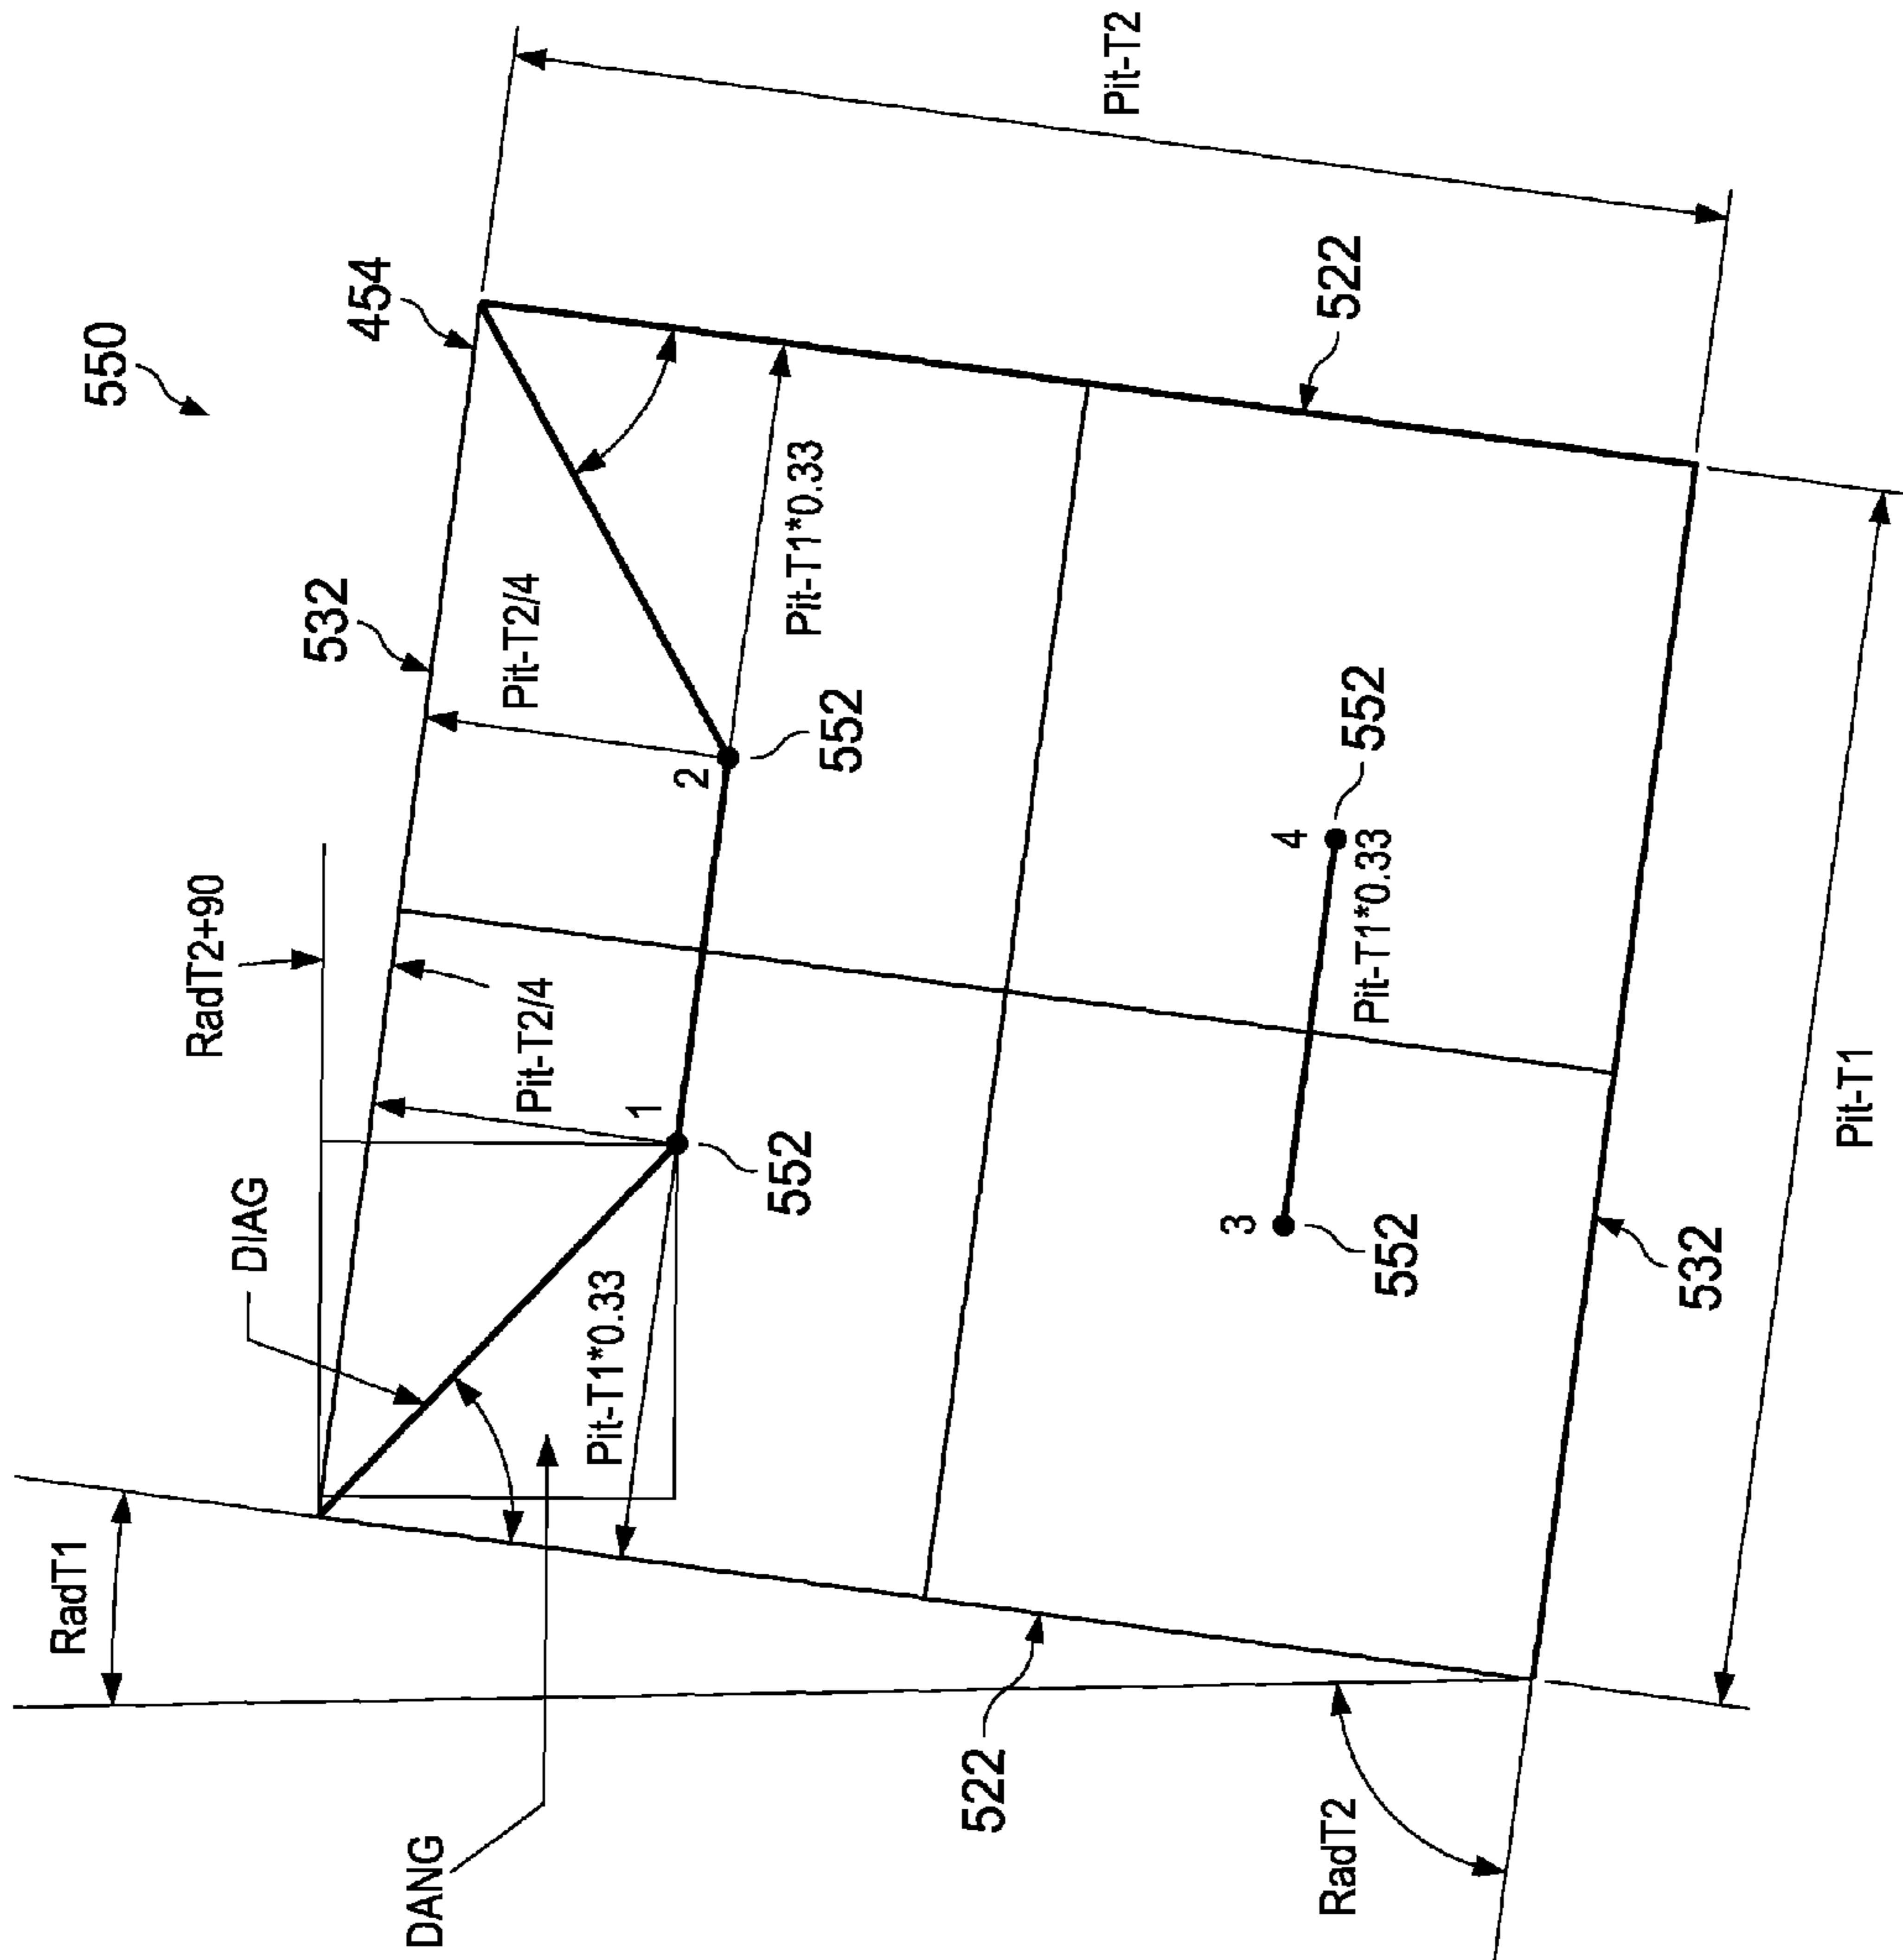 550
454
532
RadT2+90
DIAG
RadT1
Pit-T2
Pit-T2/4
Pit-T2/4
Pit-T1*0.33
Pit-T1*0.33
1
2
552
552
522
DANG
522
3
4
552
552
Pit-T1*0.33
RadT2
532
Pit-T1